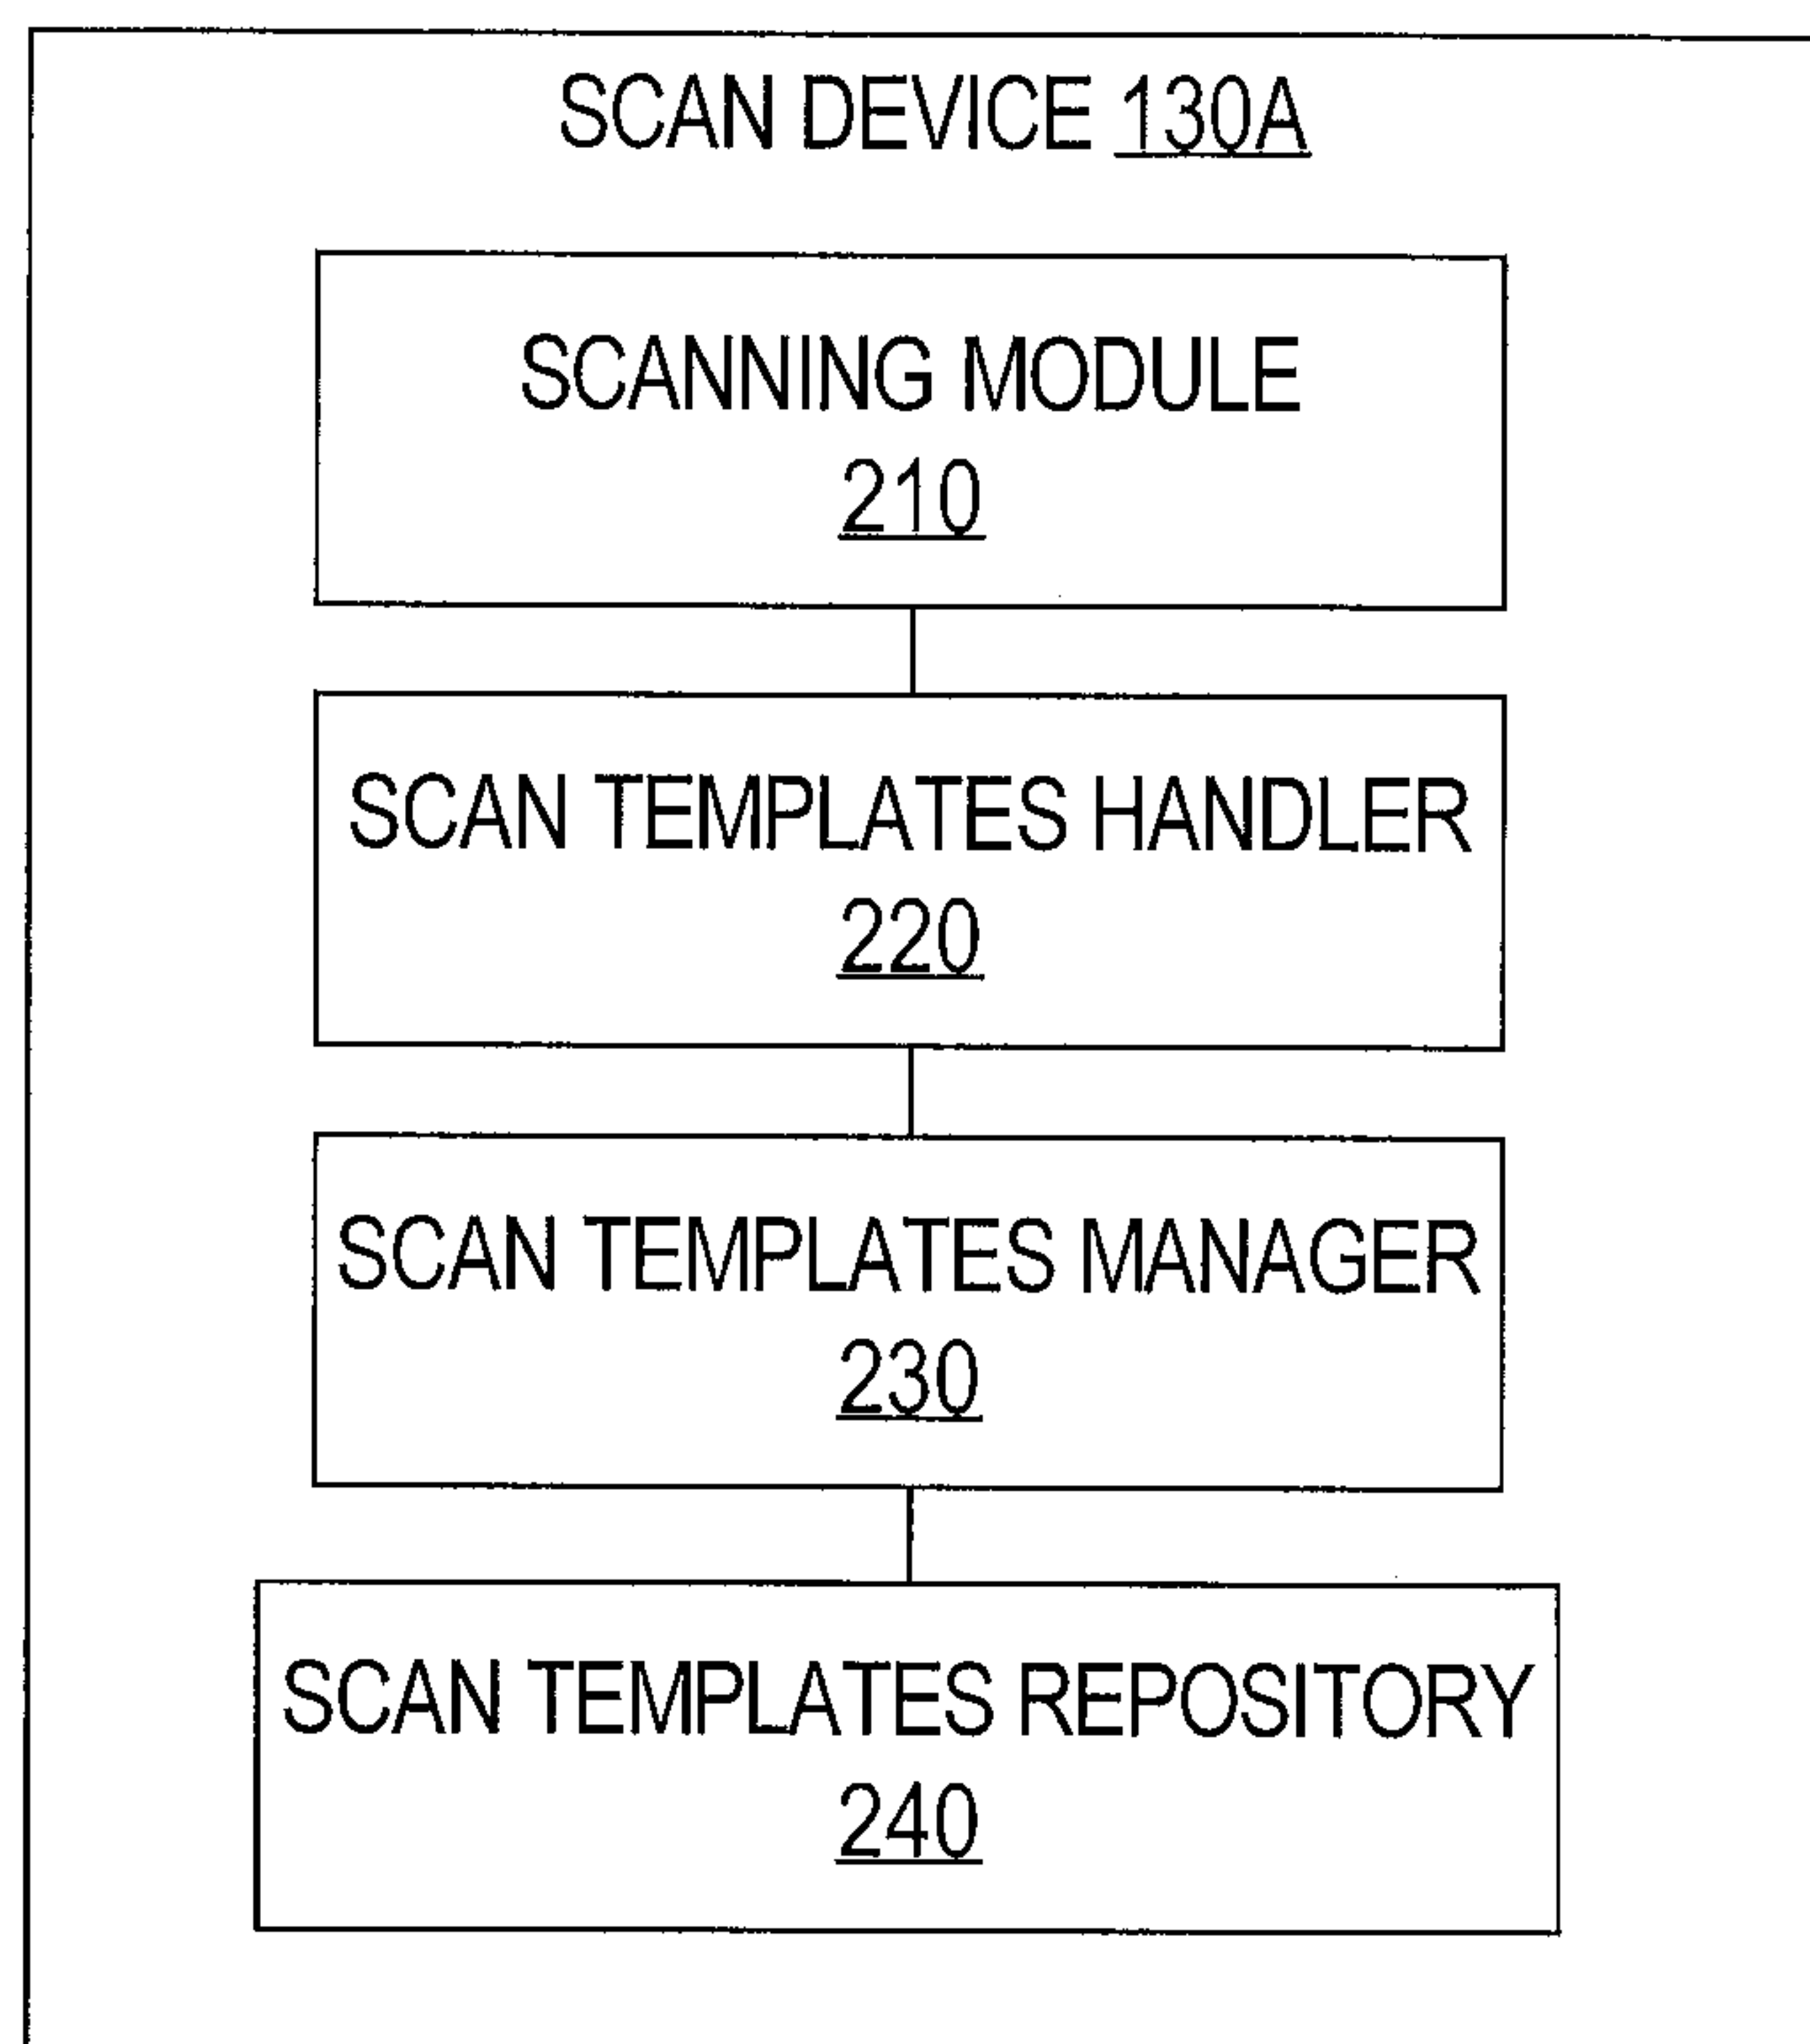 SCAN DEVICE 130A
SCANNING MODULE
210
SCAN TEMPLATES HANDLER
220
SCAN TEMPLATES MANAGER
230
SCAN TEMPLATES REPOSITORY
240